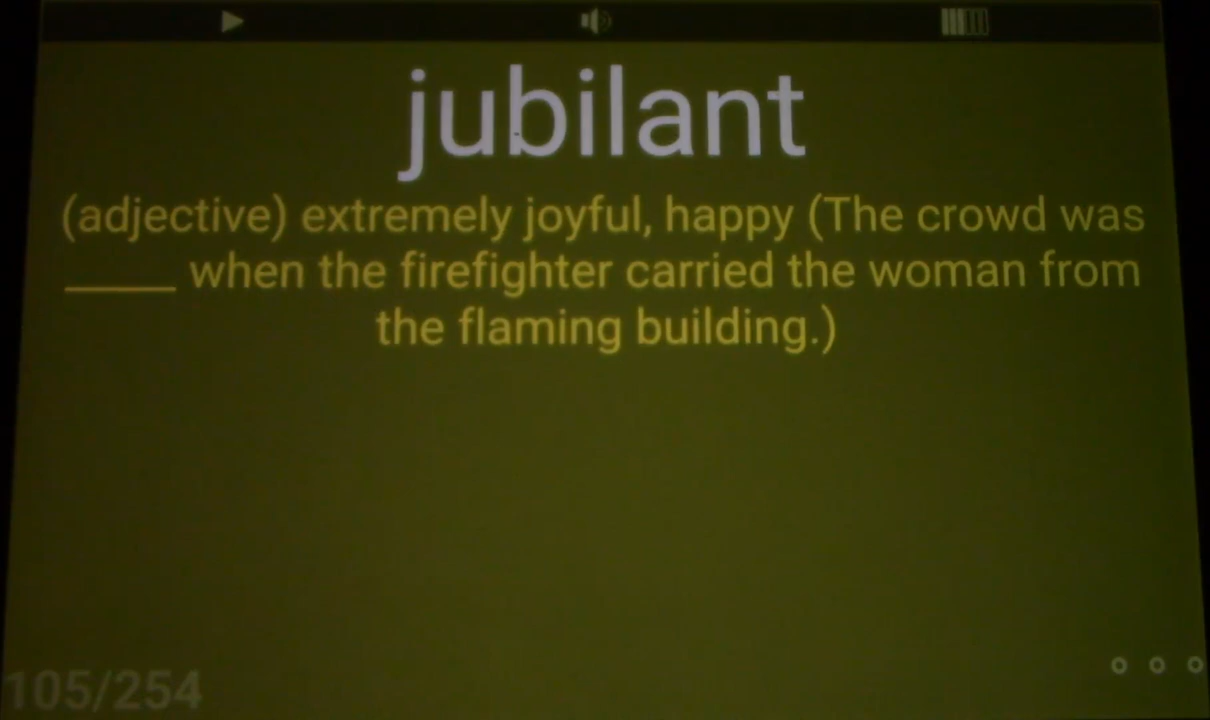 jubilant
(adjective) extremely joyful, happy (The crowd was
_____ when the firefighter carried the woman from
the flaming building.)
105/254